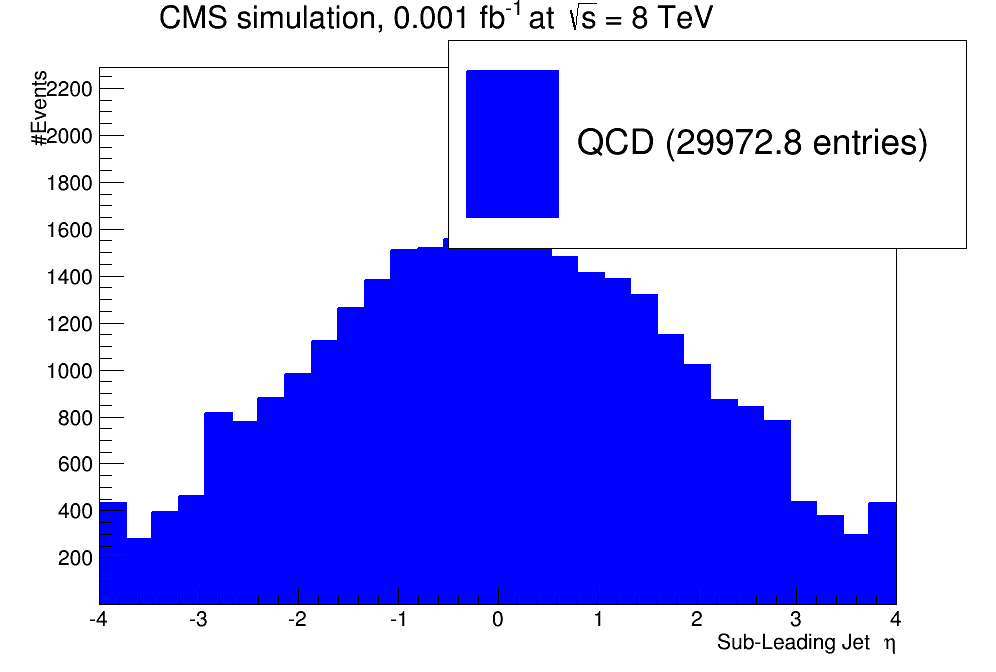 CMS simulation, 0.001 fb⁻¹ at √s = 8 TeV
#Events
2200
2000
1800
1600
1400
1200
1000
800
600
400
200
QCD (29972.8 entries)
-4 -3 -2 -1 0 1 2 3 4
Sub-Leading Jet η